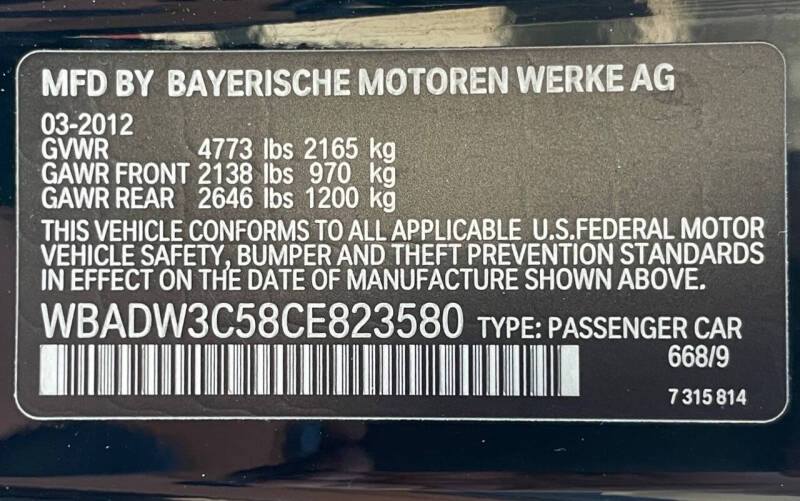 MFD BY BAYERISCHE MOTOREN WERKE AG
03-2012
GVWR 4773 lbs 2165 kg
GAWR FRONT 2138 lbs 970 kg
GAWR REAR 2646 lbs 1200 kg
THIS VEHICLE CONFORMS TO ALL APPLICABLE U.S.FEDERAL MOTOR
VEHICLE SAFETY, BUMPER AND THEFT PREVENTION STANDARDS
IN EFFECT ON THE DATE OF MANUFACTURE SHOWN ABOVE.
WBADW3C58CE823580 TYPE: PASSENGER CAR
668/9
7 315 814